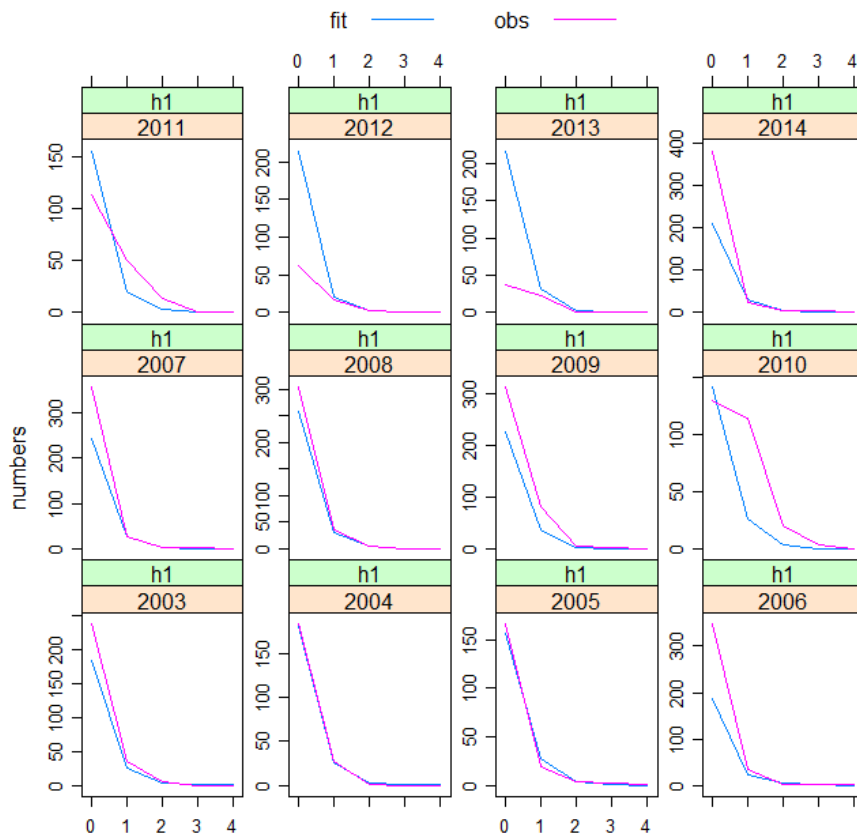 fit obs
0 1 2 3 4 0 1 2 3 4
h1 h1 h1 h1
2011 2012 2013 2014
0 50 100 150 0 50 100 150 200 0 50 100 150 200 0 100 200 300 400
h1 h1 h1 h1
2007 2008 2009 2010
0 100 200 300 0 50 100 200 300 0 100 200 300 0 50 100
numbers
h1 h1 h1 h1
2003 2004 2005 2006
0 50 100 150 200 0 50 100 150 0 50 100 150 0 100 200 300
0 1 2 3 4 0 1 2 3 4